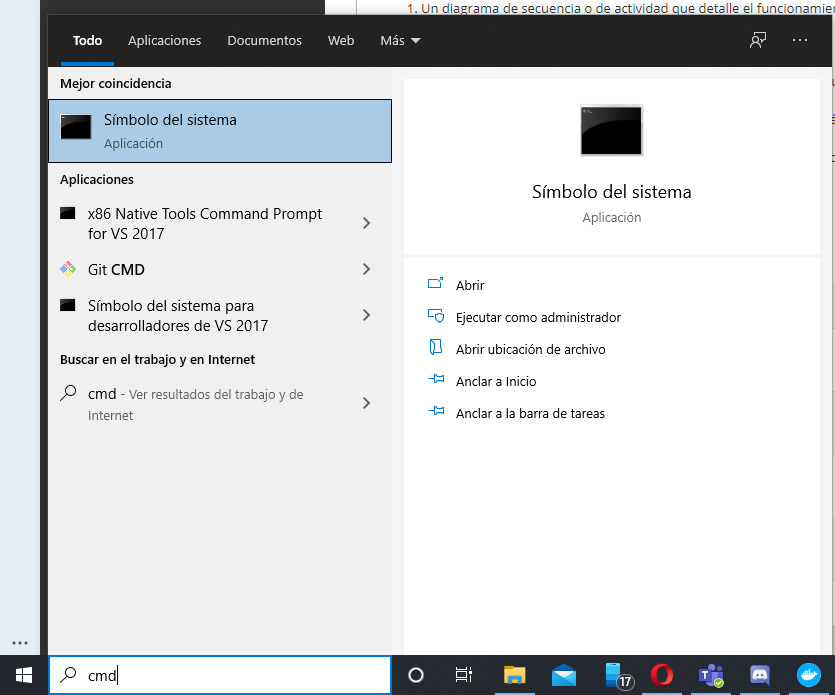 1. Un diagrama de secuencia o de actividad que detalle el
Todo Aplicaciones Documentos Web Más
Mejor coincidencia
Símbolo del sistema
Aplicación
Aplicaciones
x86 Native Tools Command Prompt
for VS 2017
Git CMD
Símbolo del sistema para
desarrolladores de VS 2017
Buscar en el trabajo y en Internet
cmd - Ver resultados del trabajo y de
Internet
Símbolo del sistema
Aplicación
Abrir
Ejecutar como administrador
Abrir ubicación de archivo
Anclar a Inicio
Anclar a la barra de tareas
cmd
17